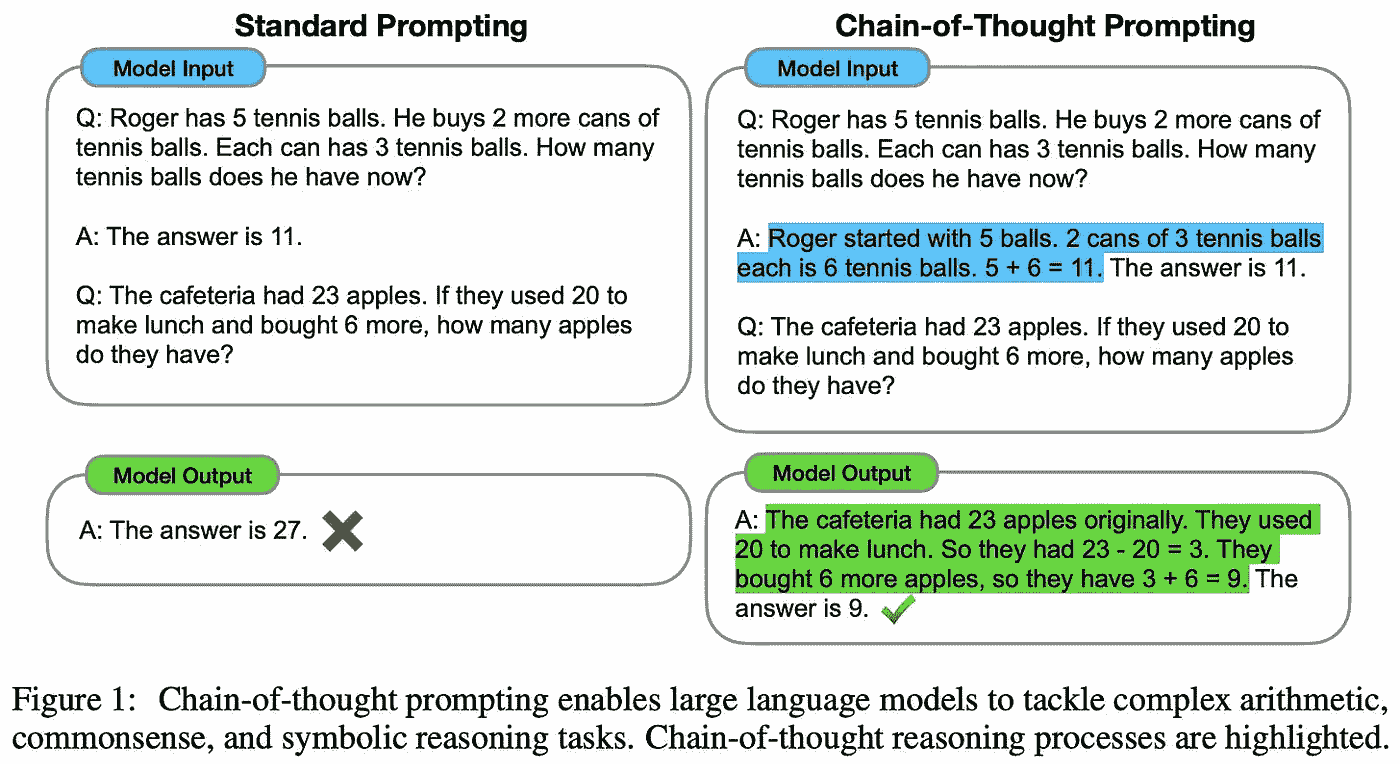 Standard Prompting
Model Input
Q: Roger has 5 tennis balls. He buys 2 more cans of
tennis balls. Each can has 3 tennis balls. How many
tennis balls does he have now?
A: The answer is 11.
Q: The cafeteria had 23 apples. If they used 20 to
make lunch and bought 6 more, how many apples
do they have?
Model Output
A: The answer is 27.
Chain-of-Thought Prompting
Model Input
Q: Roger has 5 tennis balls. He buys 2 more cans of
tennis balls. Each can has 3 tennis balls. How many
tennis balls does he have now?
A: Roger started with 5 balls. 2 cans of 3 tennis balls
each is 6 tennis balls. 5 + 6 = 11. The answer is 11.
Q: The cafeteria had 23 apples. If they used 20 to
make lunch and bought 6 more, how many apples
do they have?
Model Output
A: The cafeteria had 23 apples originally. They used
20 to make lunch. So they had 23 - 20 = 3. They
bought 6 more apples, so they have 3 + 6 = 9. The
answer is 9.
Figure 1: Chain-of-thought prompting enables large language models to tackle complex arithmetic,
commonsense, and symbolic reasoning tasks. Chain-of-thought reasoning processes are highlighted.